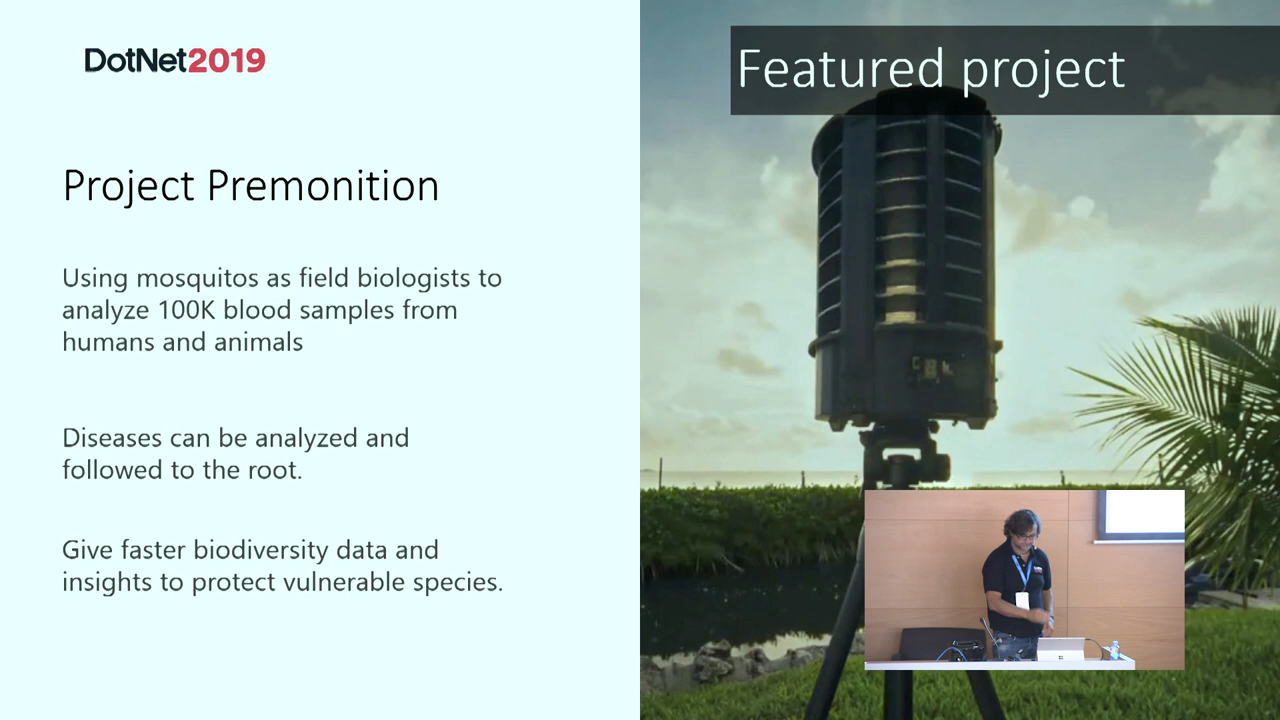 DotNet2019
Featured project
Project Premonition
Using mosquitos as field biologists to
analyze 100K blood samples from
humans and animals
Diseases can be analyzed and
followed to the root.
Give faster biodiversity data and
insights to protect vulnerable species.